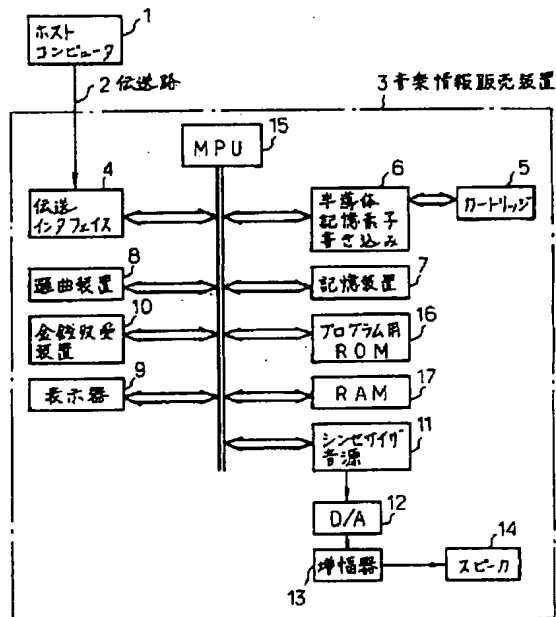 1
ホスト
コンピュータ
2 伝送路
3 音楽情報販売装置
15
MPU
4
伝送
インタフェイス
6
半導体
記憶素子
書き込み
5
カートリッジ
8
選曲装置
7
記憶装置
10
金銭収受
装置
16
プログラム用
ROM
9
表示器
17
RAM
11
シンセサイザ
音源
12
D/A
13
増幅器
14
スピーカ